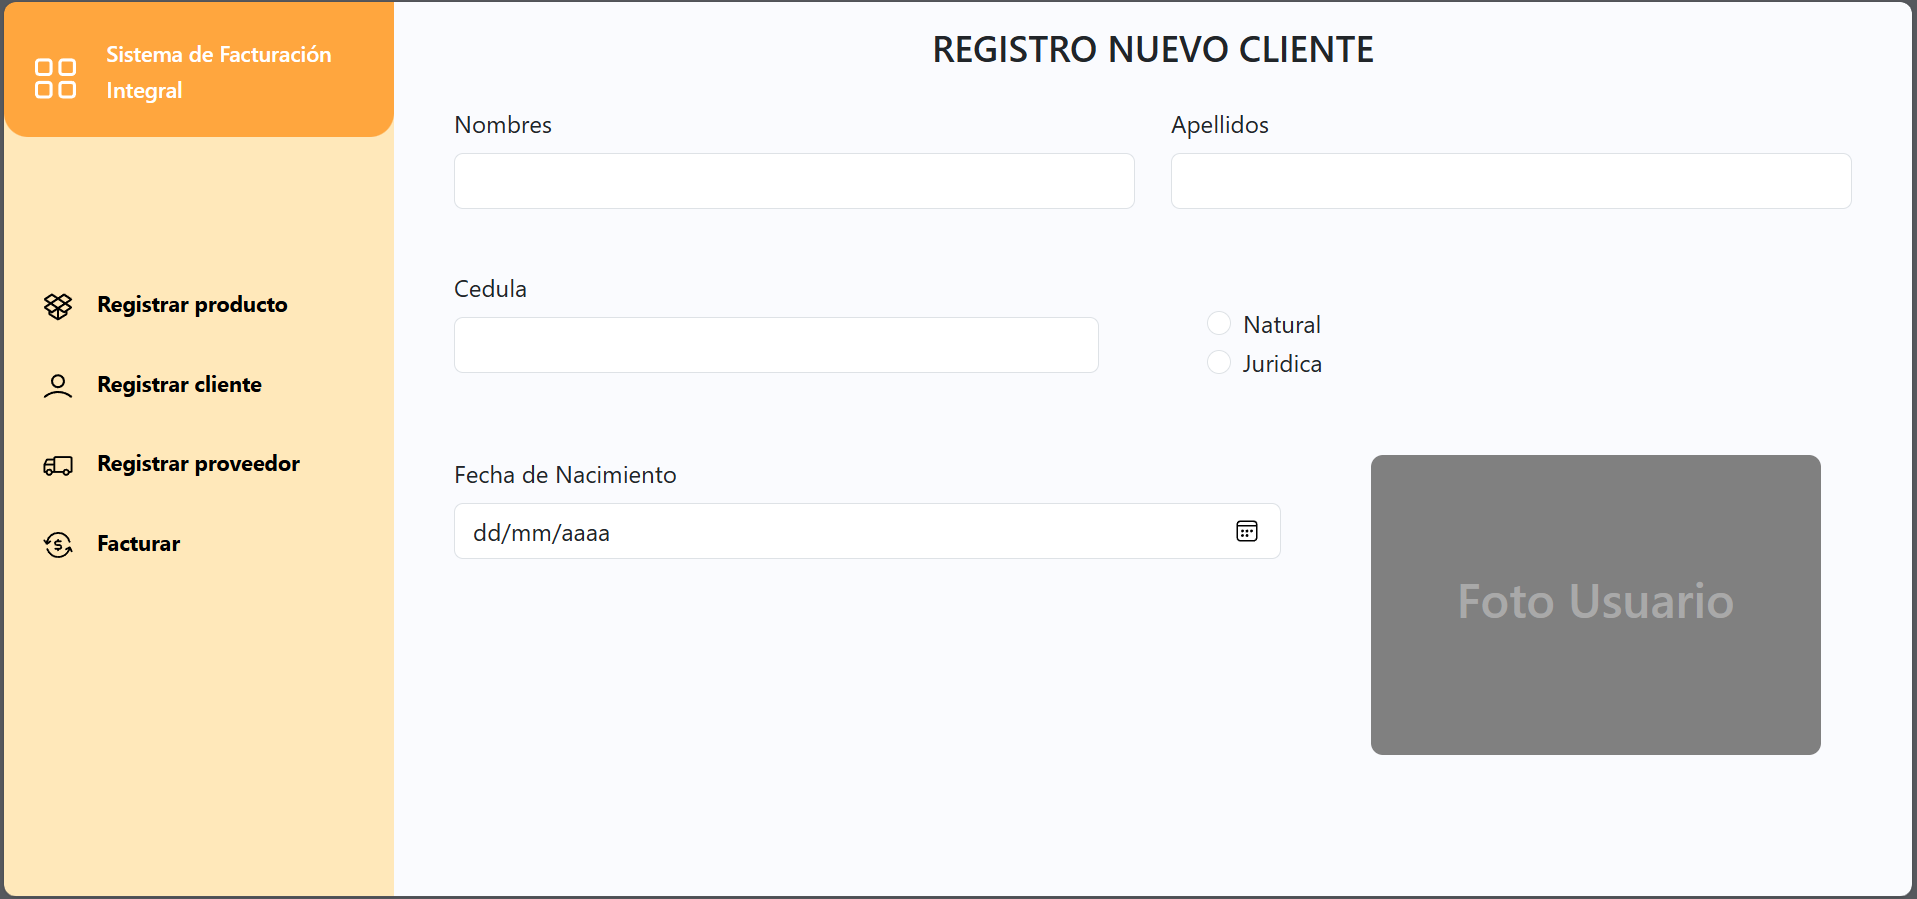 Sistema de Facturación
Integral
Registrar producto
Registrar cliente
Registrar proveedor
Facturar
REGISTRO NUEVO CLIENTE
Nombres
Apellidos
Cedula
Natural
Juridica
Fecha de Nacimiento
dd/mm/aaaa
Foto Usuario